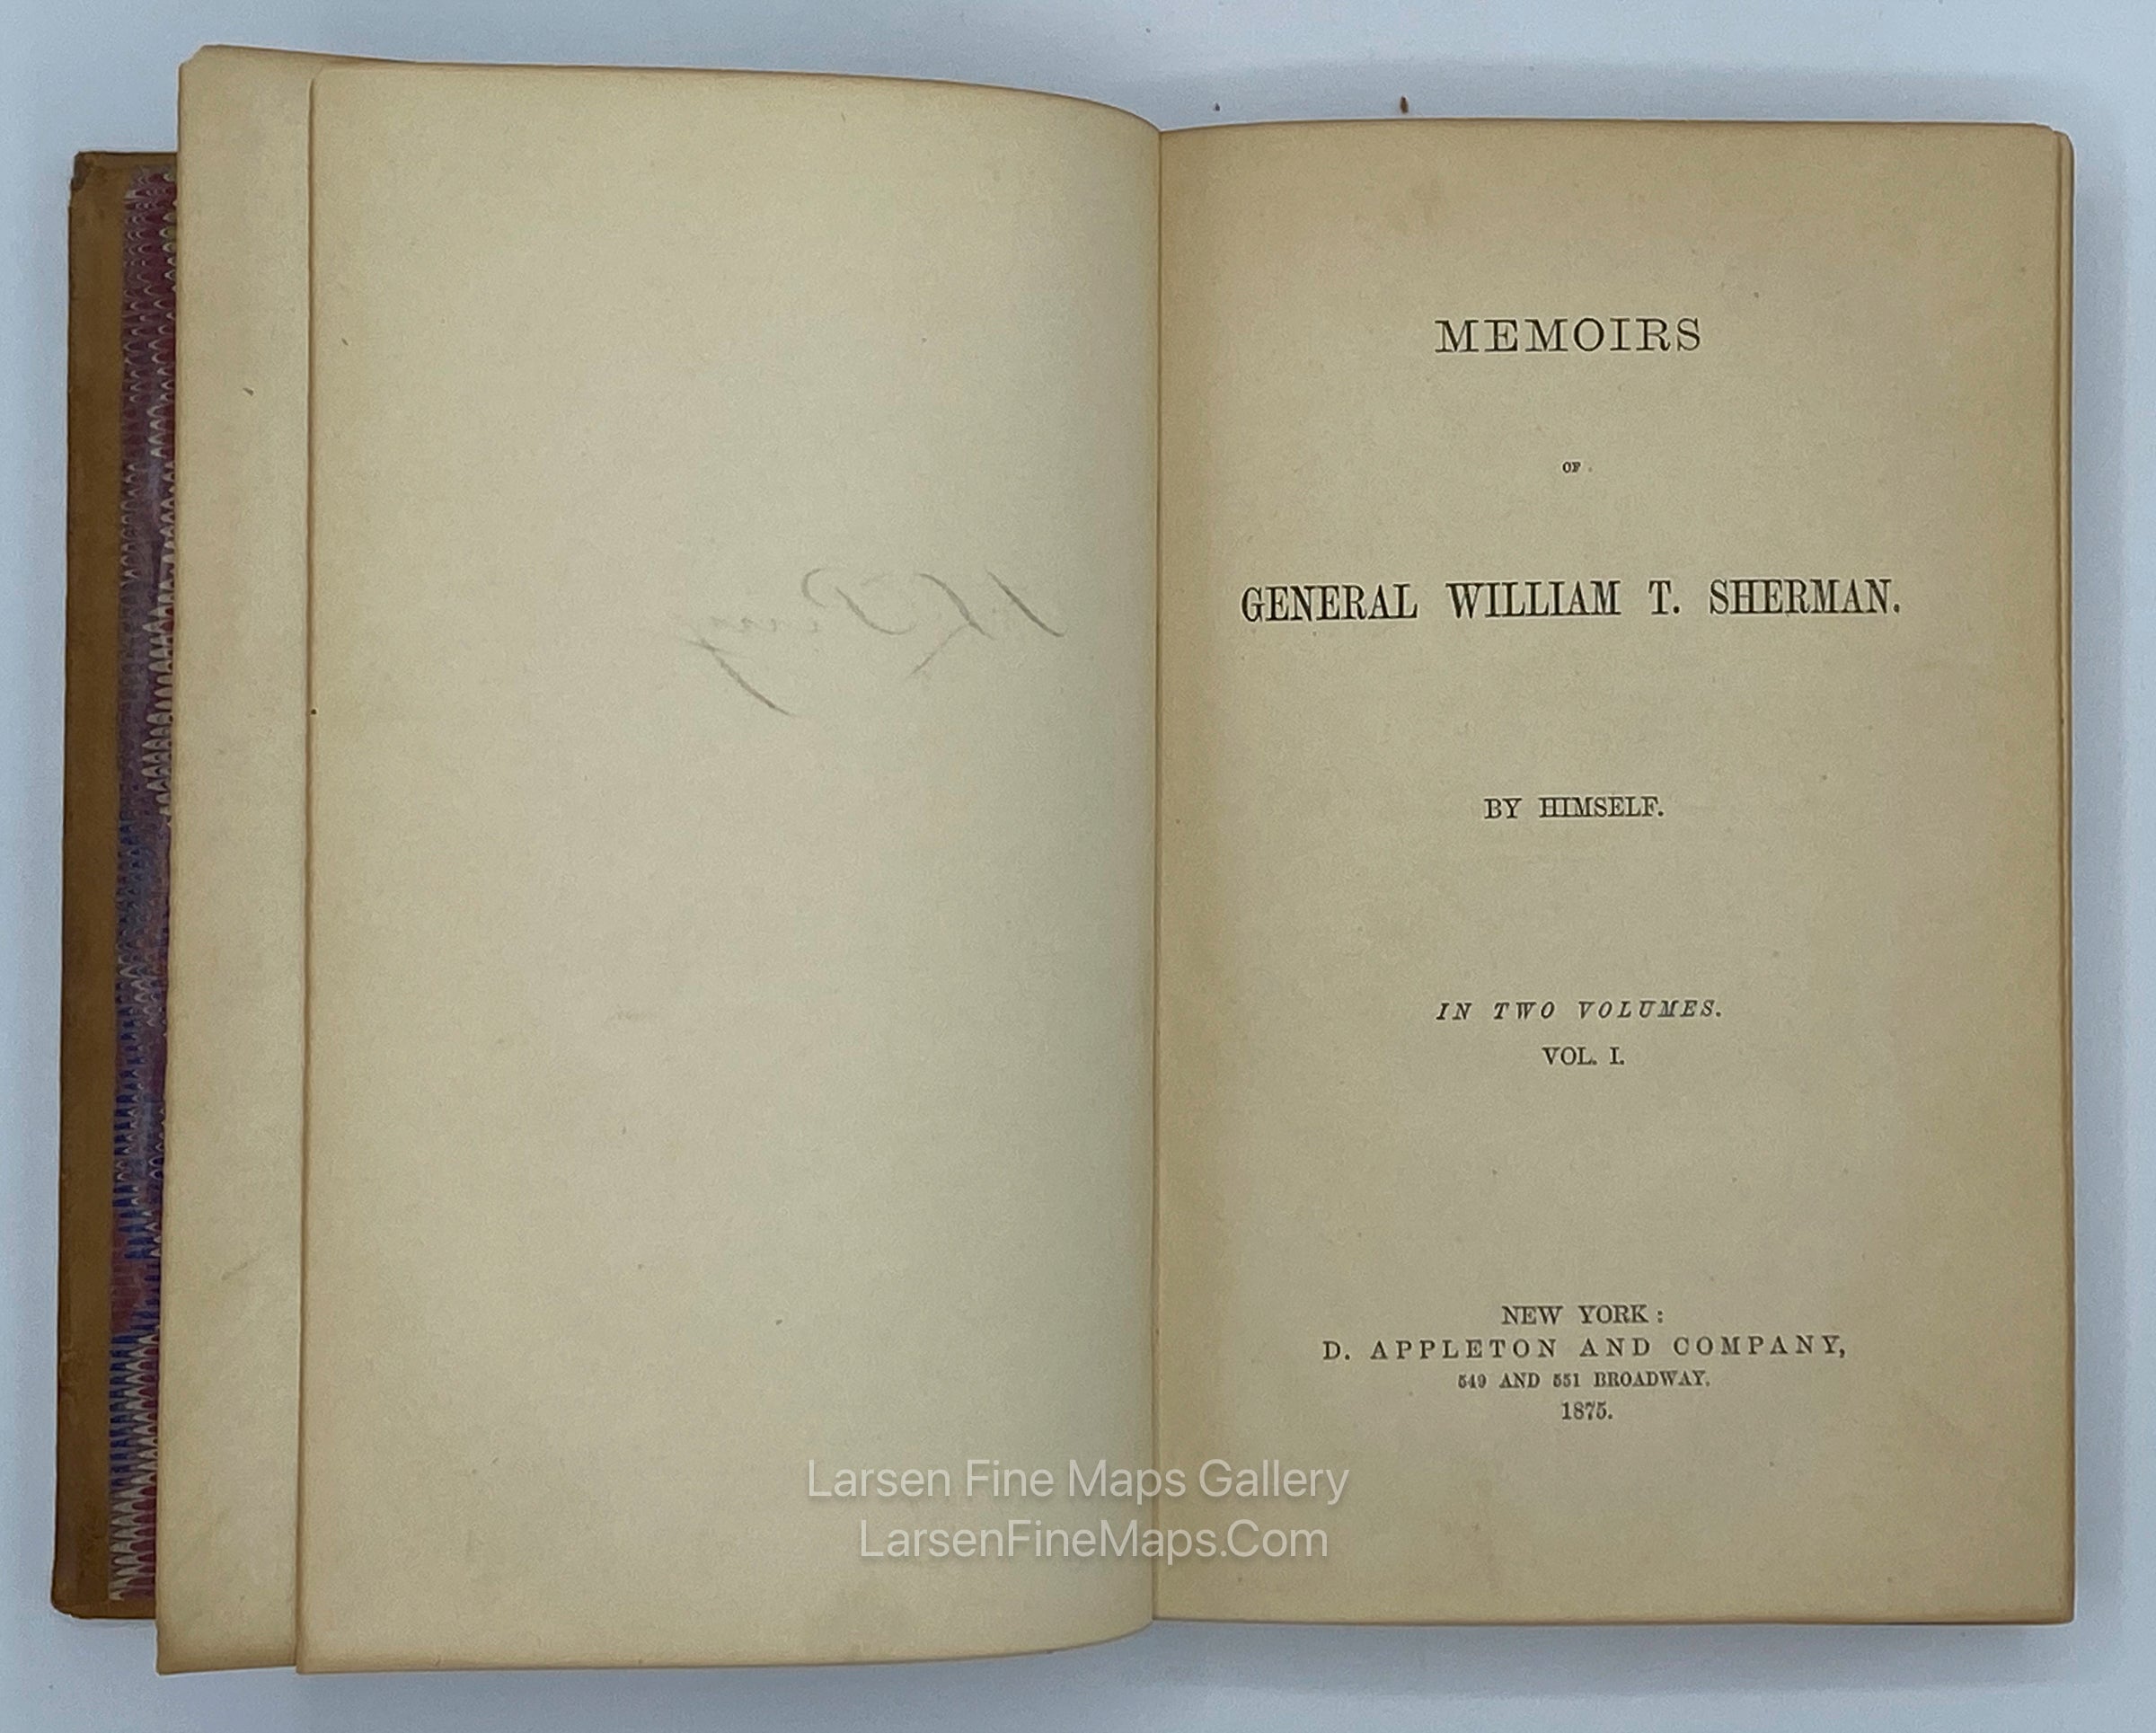 MEMOIRS
OF
GENERAL WILLIAM T. SHERMAN.
BY HIMSELF.
IN TWO VOLUMES.
VOL. I.
NEW YORK:
D. APPLETON AND COMPANY,
549 AND 551 BROADWAY.
1875.
Larsen Fine Maps Gallery
LarsenFineMaps.Com